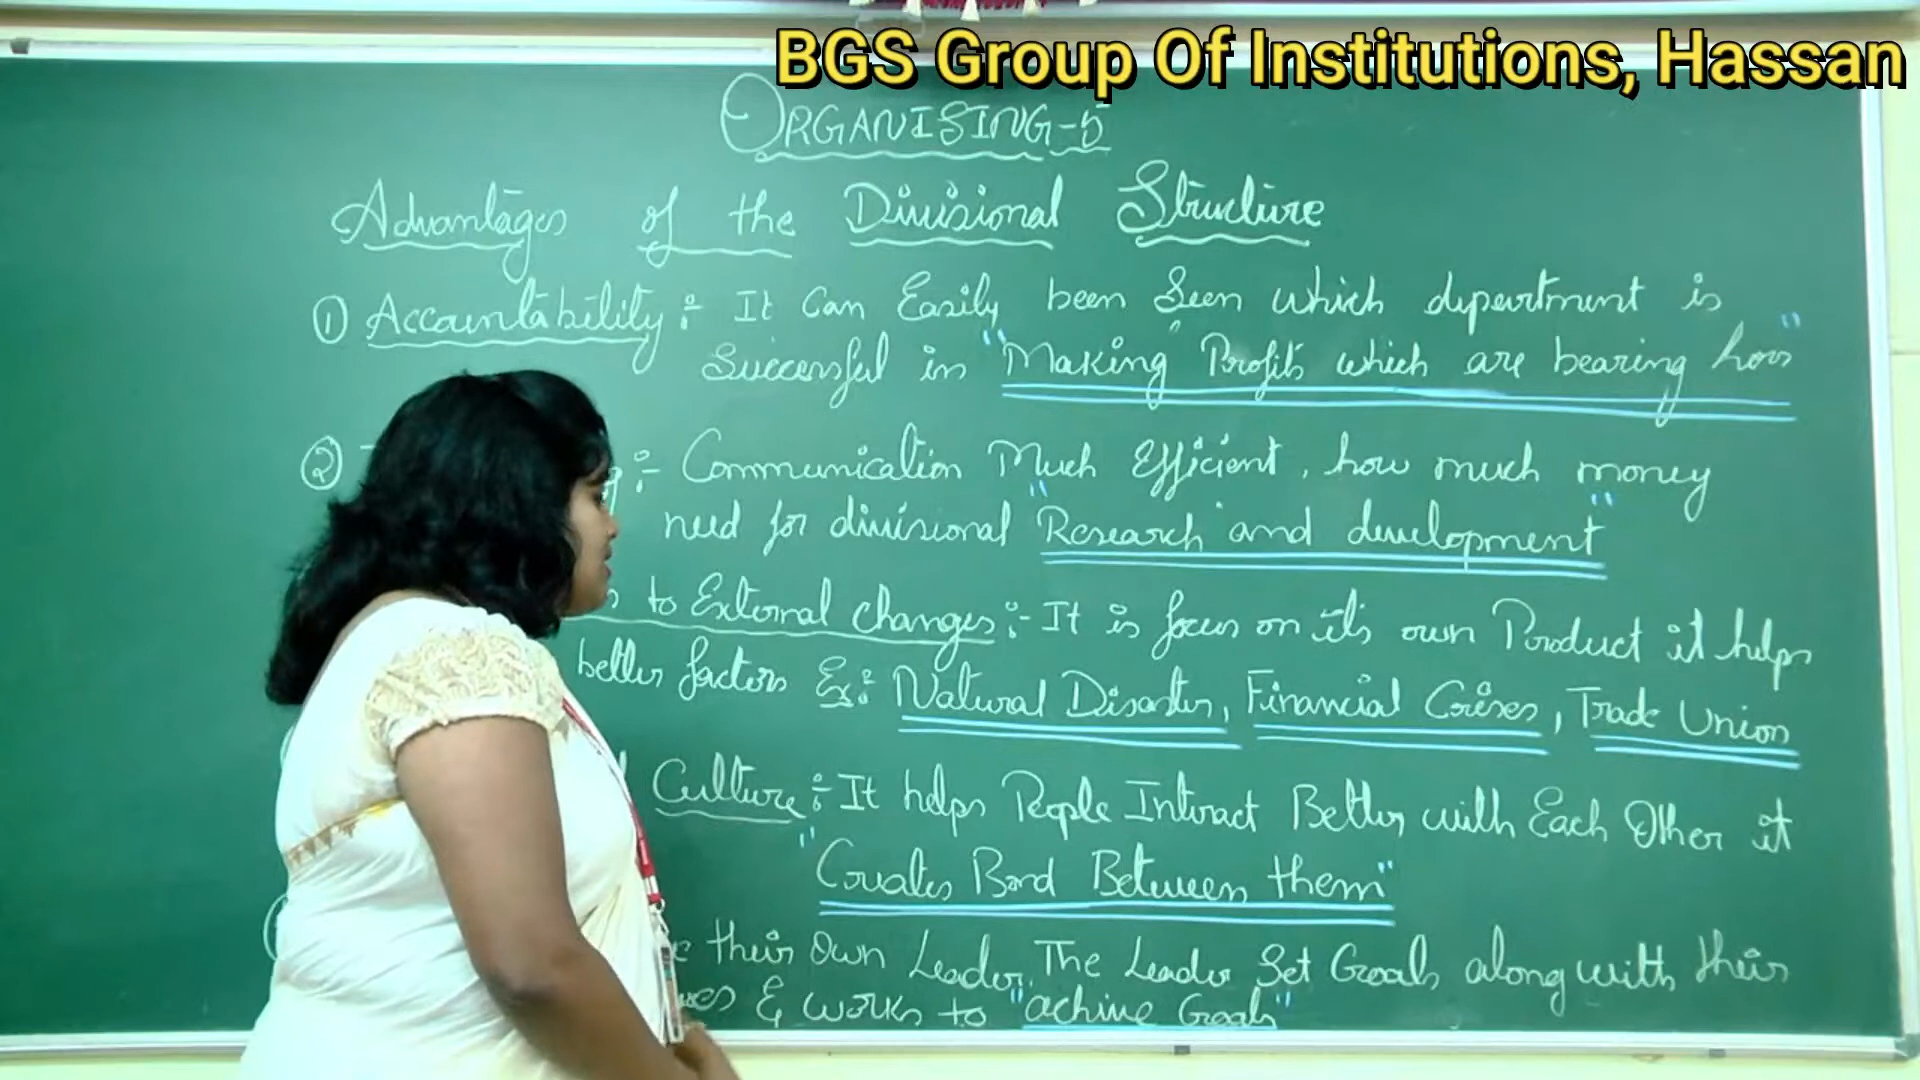 BGS Group Of Institutions, Hassan
ORGANISING-5
Advantages of the Divisional Structure
① Accountability :- It Can Easily been Seen which department is
Successful in "Making Profits which are bearing
② :- Communication Much Efficient, how much money
need for divisional "Research and development"
to External changes :- It is focus on it's own Product it helps
better factors Ex: Natural Disaster, Financial Crises, Trade Union
Culture :- It helps People Interact Better with Each Other it
"Creates Bond Between them"
their Own Leader. The Leader Set Goals along with their
& works to "achive Goals"